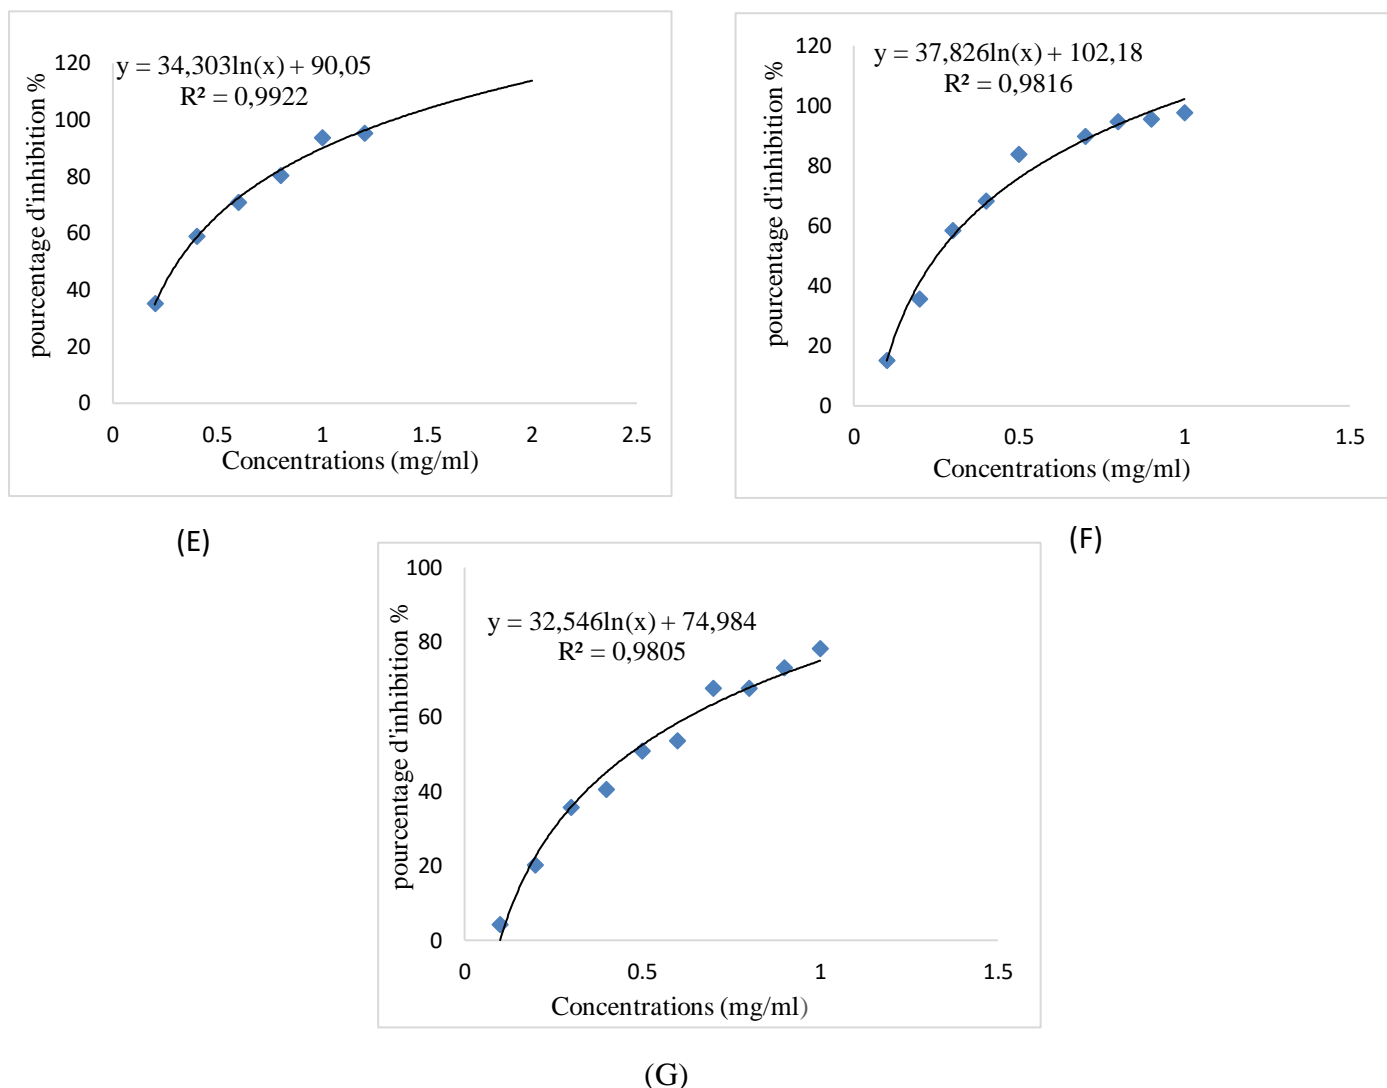 y = 34,303ln(x) + 90,05
R² = 0,9922
pourcentage d'inhibition %
120
100
80
60
40
20
0
0 0.5 1 1.5 2 2.5
Concentrations (mg/ml)
(E)
y = 37,826ln(x) + 102,18
R² = 0,9816
pourcentage d'inhibition %
120
100
80
60
40
20
0
0 0.5 1 1.5
Concentrations (mg/ml)
(F)
y = 32,546ln(x) + 74,984
R² = 0,9805
pourcentage d'inhibition %
100
80
60
40
20
0
0 0.5 1 1.5
Concentrations (mg/ml)
(G)